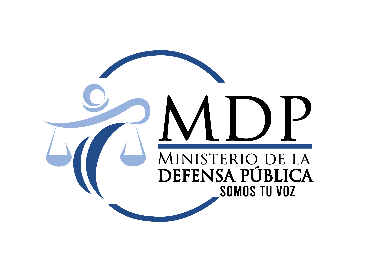 MDP
MINISTERIO DE LA
DEFENSA PÚBLICA
SOMOS TU VOZ